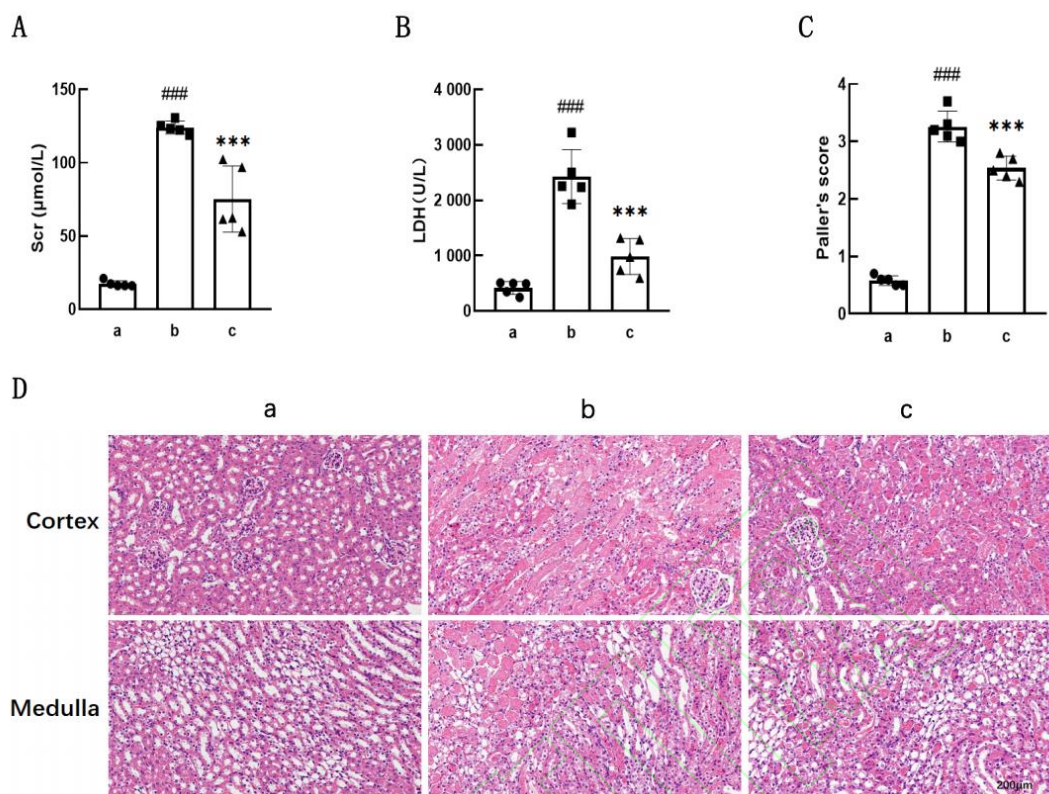 A
B
C
Scr (μmol/L)
150
100
50
0
###
***
a
b
c
LDH (U/L)
4 000
3 000
2 000
1 000
0
###
***
a
b
c
Paller's score
4
3
2
1
0
###
***
a
b
c
D
a
b
c
Cortex
Medulla
200μm